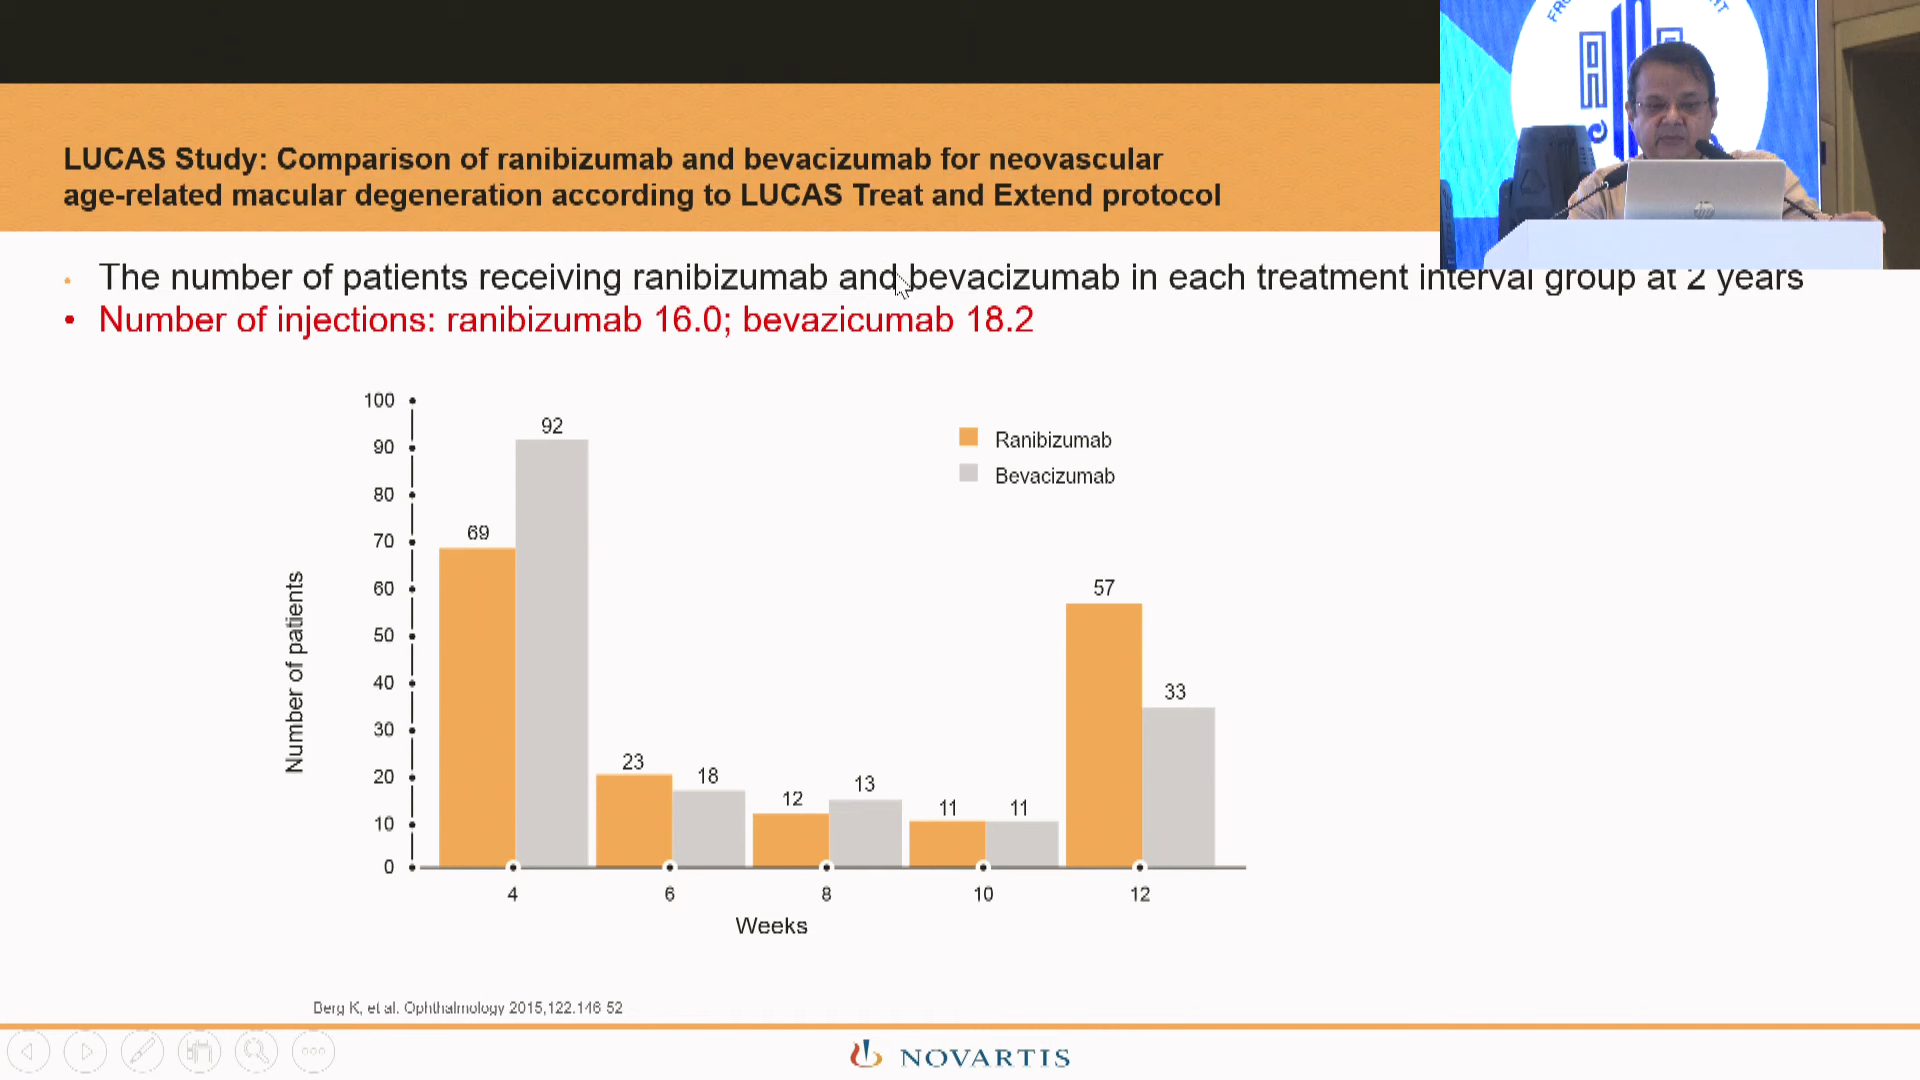 LUCAS Study: Comparison of ranibizumab and bevacizumab for neovascular
age-related macular degeneration according to LUCAS Treat and Extend protocol
• The number of patients receiving ranibizumab and bevacizumab in each treatment interval group at 2 years
• Number of injections: ranibizumab 16.0; bevazicumab 18.2
100
90
80
70
60
50
40
30
20
10
0
Number of patients
69
92
23
18
12
13
11
11
57
33
Ranibizumab
Bevacizumab
4
6
8
10
12
Weeks
Berg K, et al. Ophthalmology 2015,122.146 52
NOVARTIS
hp